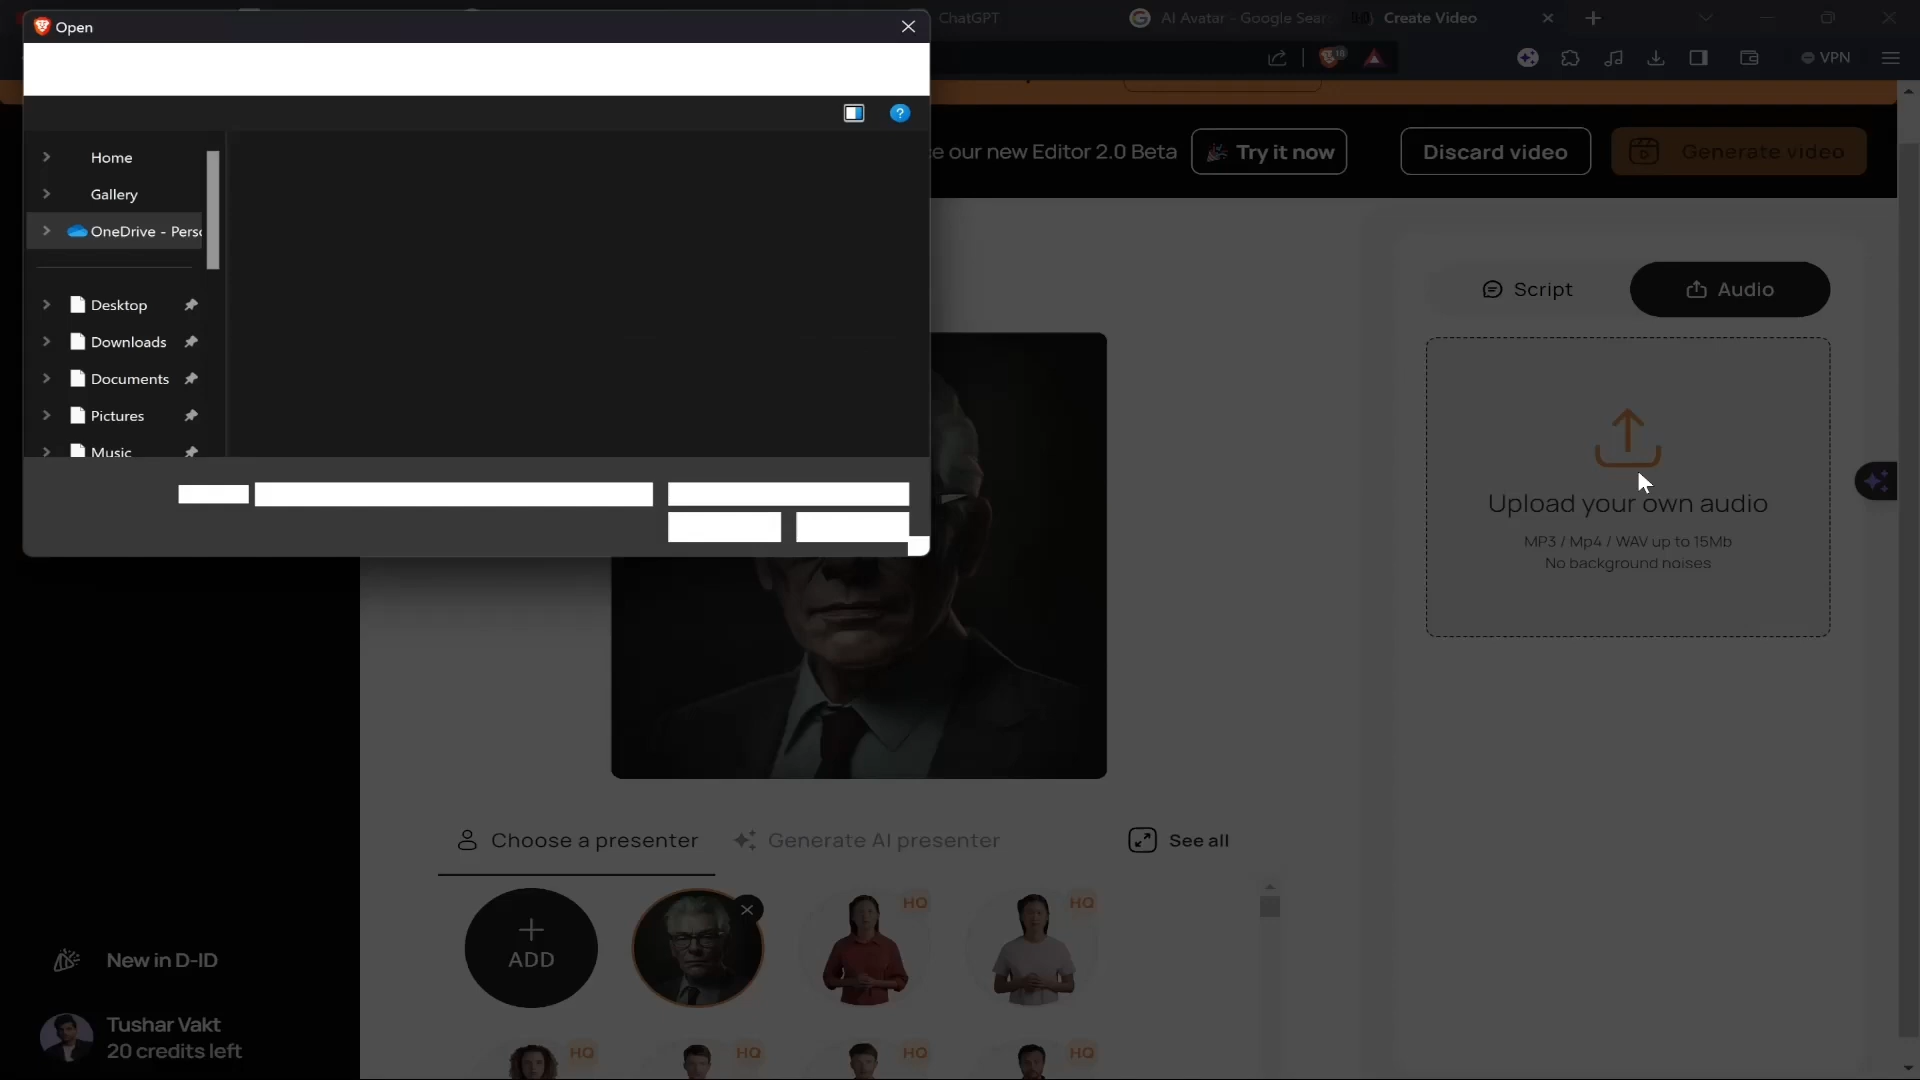 Open
ChatGPT
AI Avatar - Google Sear
Create Video
18
VPN
Home
Gallery
OneDrive - Perso
Desktop
Downloads
Documents
Pictures
Music
our new Editor 2.0 Beta
Try it now
Discard video
Generate video
Script
Audio
Upload your own audio
MP3 / Mp4 / WAV up to 15Mb
No background noises
Choose a presenter
Generate AI presenter
See all
ADD
HQ
HQ
HQ
HQ
HQ
HQ
New in D-ID
Tushar Vakt
20 credits left